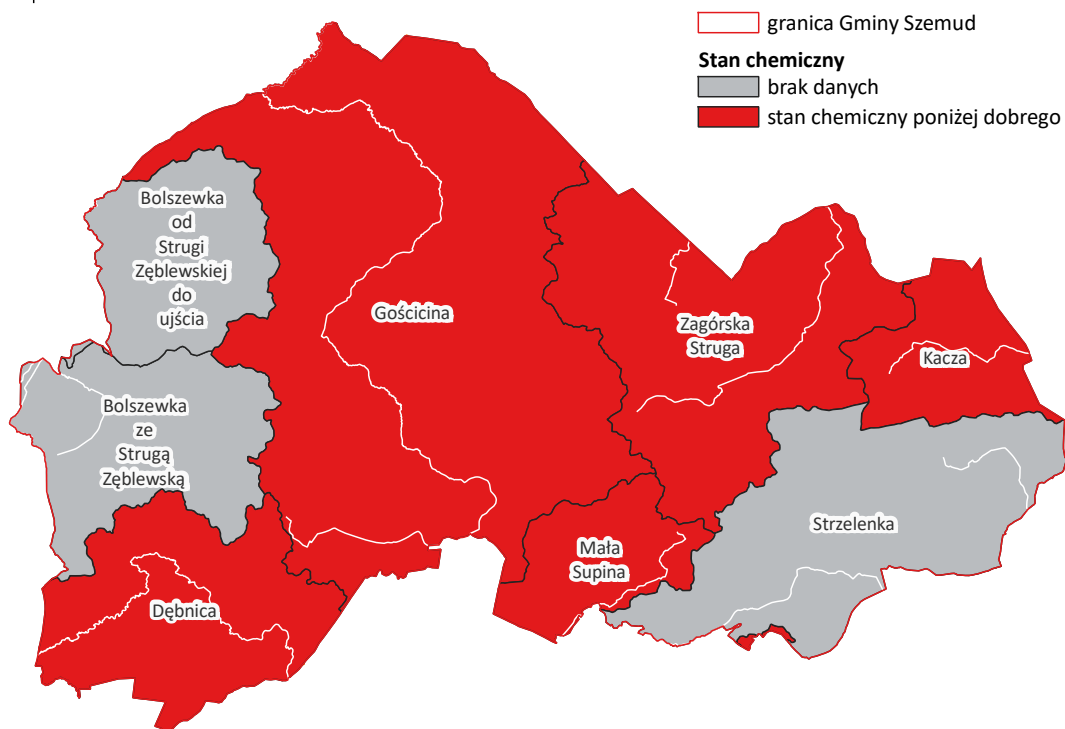 granica Gminy Szemud
Stan chemiczny
brak danych
stan chemiczny poniżej dobrego
Bolszewka
od
Strugi
Zęblewskiej
do
ujścia
Gościcina
Zagórska
Struga
Kacza
Bolszewka
ze
Strugą
Zęblewską
Strzelenka
Mała
Supina
Dębnica